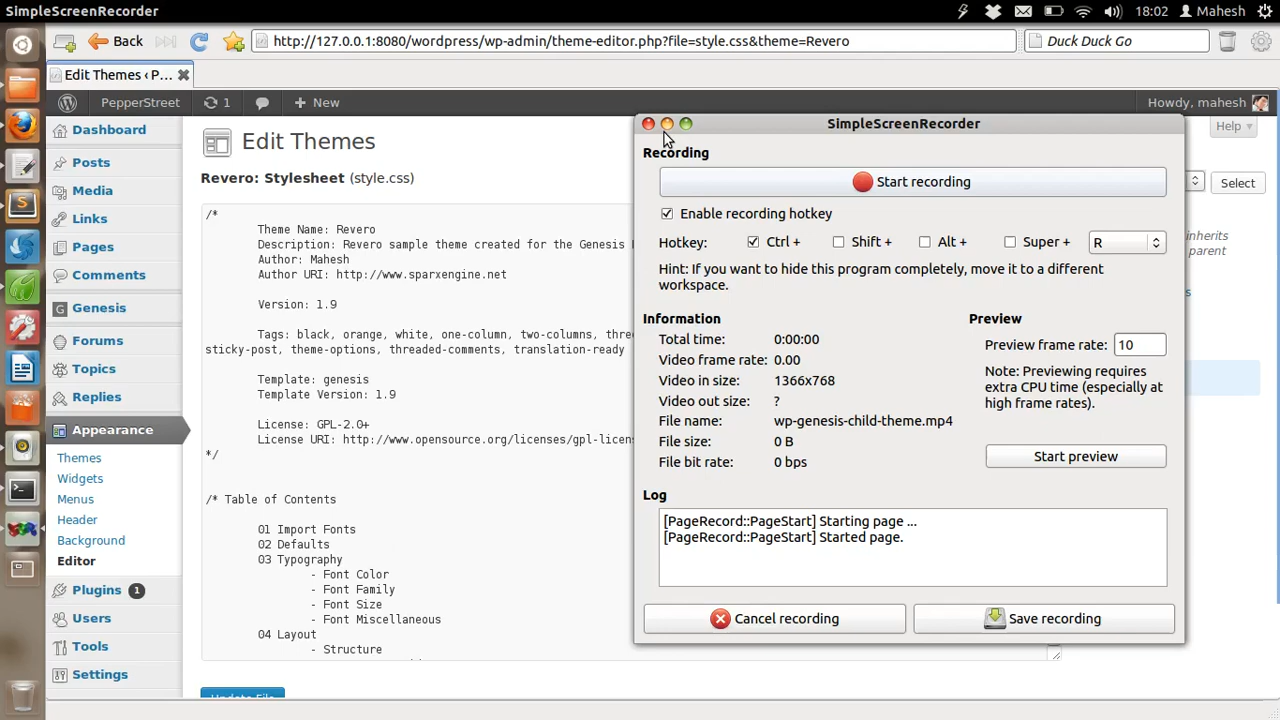 SimpleScreenRecorder
18:02
Mahesh
Back
http://127.0.0.1:8080/wordpress/wp-admin/theme-editor.php?file=style.css&theme=Revero
Duck Duck Go
Edit Themes ‹ P...
PepperStreet
1
New
Howdy, mahesh
Dashboard
Posts
Media
Links
Pages
Comments
Genesis
Forums
Topics
Replies
Appearance
Themes
Widgets
Menus
Header
Background
Editor
Plugins 1
Users
Tools
Settings
Edit Themes
Help
Revero: Stylesheet (style.css)
Select
/*
Theme Name: Revero
Description: Revero sample theme created for the Genesis
Author: Mahesh
Author URI: http://www.sparxengine.net
Version: 1.9
Tags: black, orange, white, one-column, two-columns, thre
sticky-post, theme-options, threaded-comments, translation-ready
Template: genesis
Template Version: 1.9
License: GPL-2.0+
License URI: http://www.opensource.org/licenses/gpl-licens
*/
/* Table of Contents
01 Import Fonts
02 Defaults
03 Typography
- Font Color
- Font Family
- Font Size
- Font Miscellaneous
04 Layout
- Structure
Update File
inherits
parent
SimpleScreenRecorder
Recording
Start recording
Enable recording hotkey
Hotkey: Ctrl + Shift + Alt + Super + R
Hint: If you want to hide this program completely, move it to a different
workspace.
Information
Total time: 0:00:00
Video frame rate: 0.00
Video in size: 1366x768
Video out size: ?
File name: wp-genesis-child-theme.mp4
File size: 0 B
File bit rate: 0 bps
Preview
Preview frame rate: 10
Note: Previewing requires
extra CPU time (especially at
high frame rates).
Start preview
Log
[PageRecord::PageStart] Starting page ...
[PageRecord::PageStart] Started page.
Cancel recording
Save recording